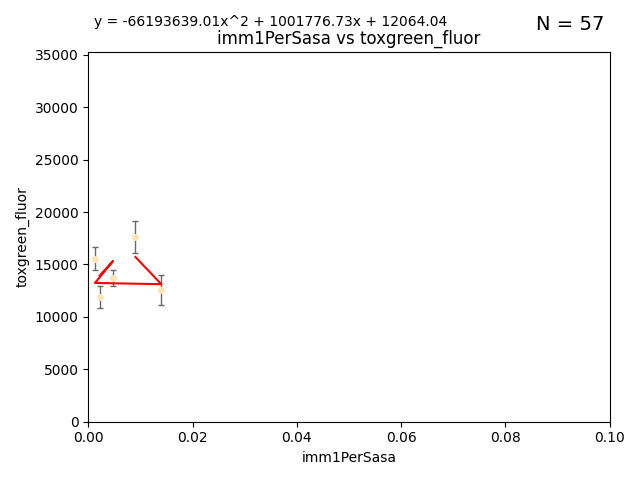 y = -66193639.01x^2 + 1001776.73x + 12064.04
N = 57
imm1PerSasa vs toxgreen_fluor
35000
30000
25000
20000
15000
10000
5000
0
toxgreen_fluor
0.00 0.02 0.04 0.06 0.08 0.10
imm1PerSasa